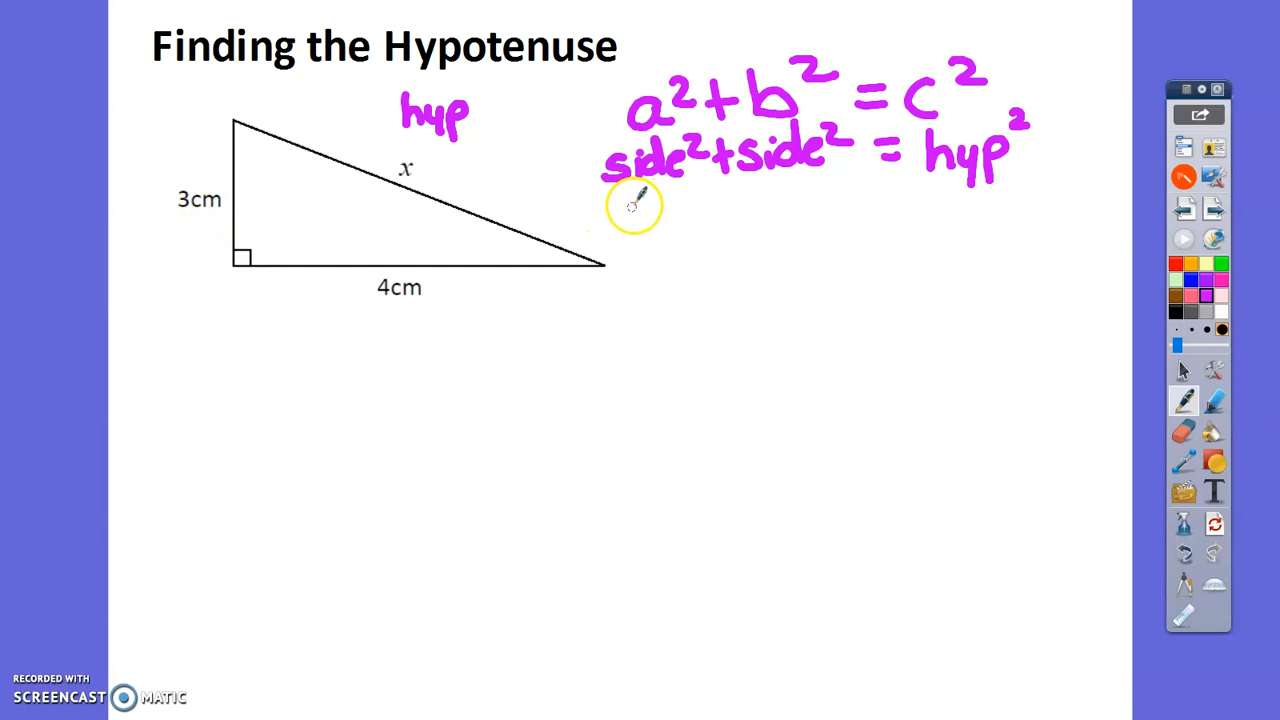 Finding the Hypotenuse
a²+b² = c²
hyp
side²+side² = hyp²
x
3cm
4cm
T
RECORDED WITH
SCREENCAST MATIC